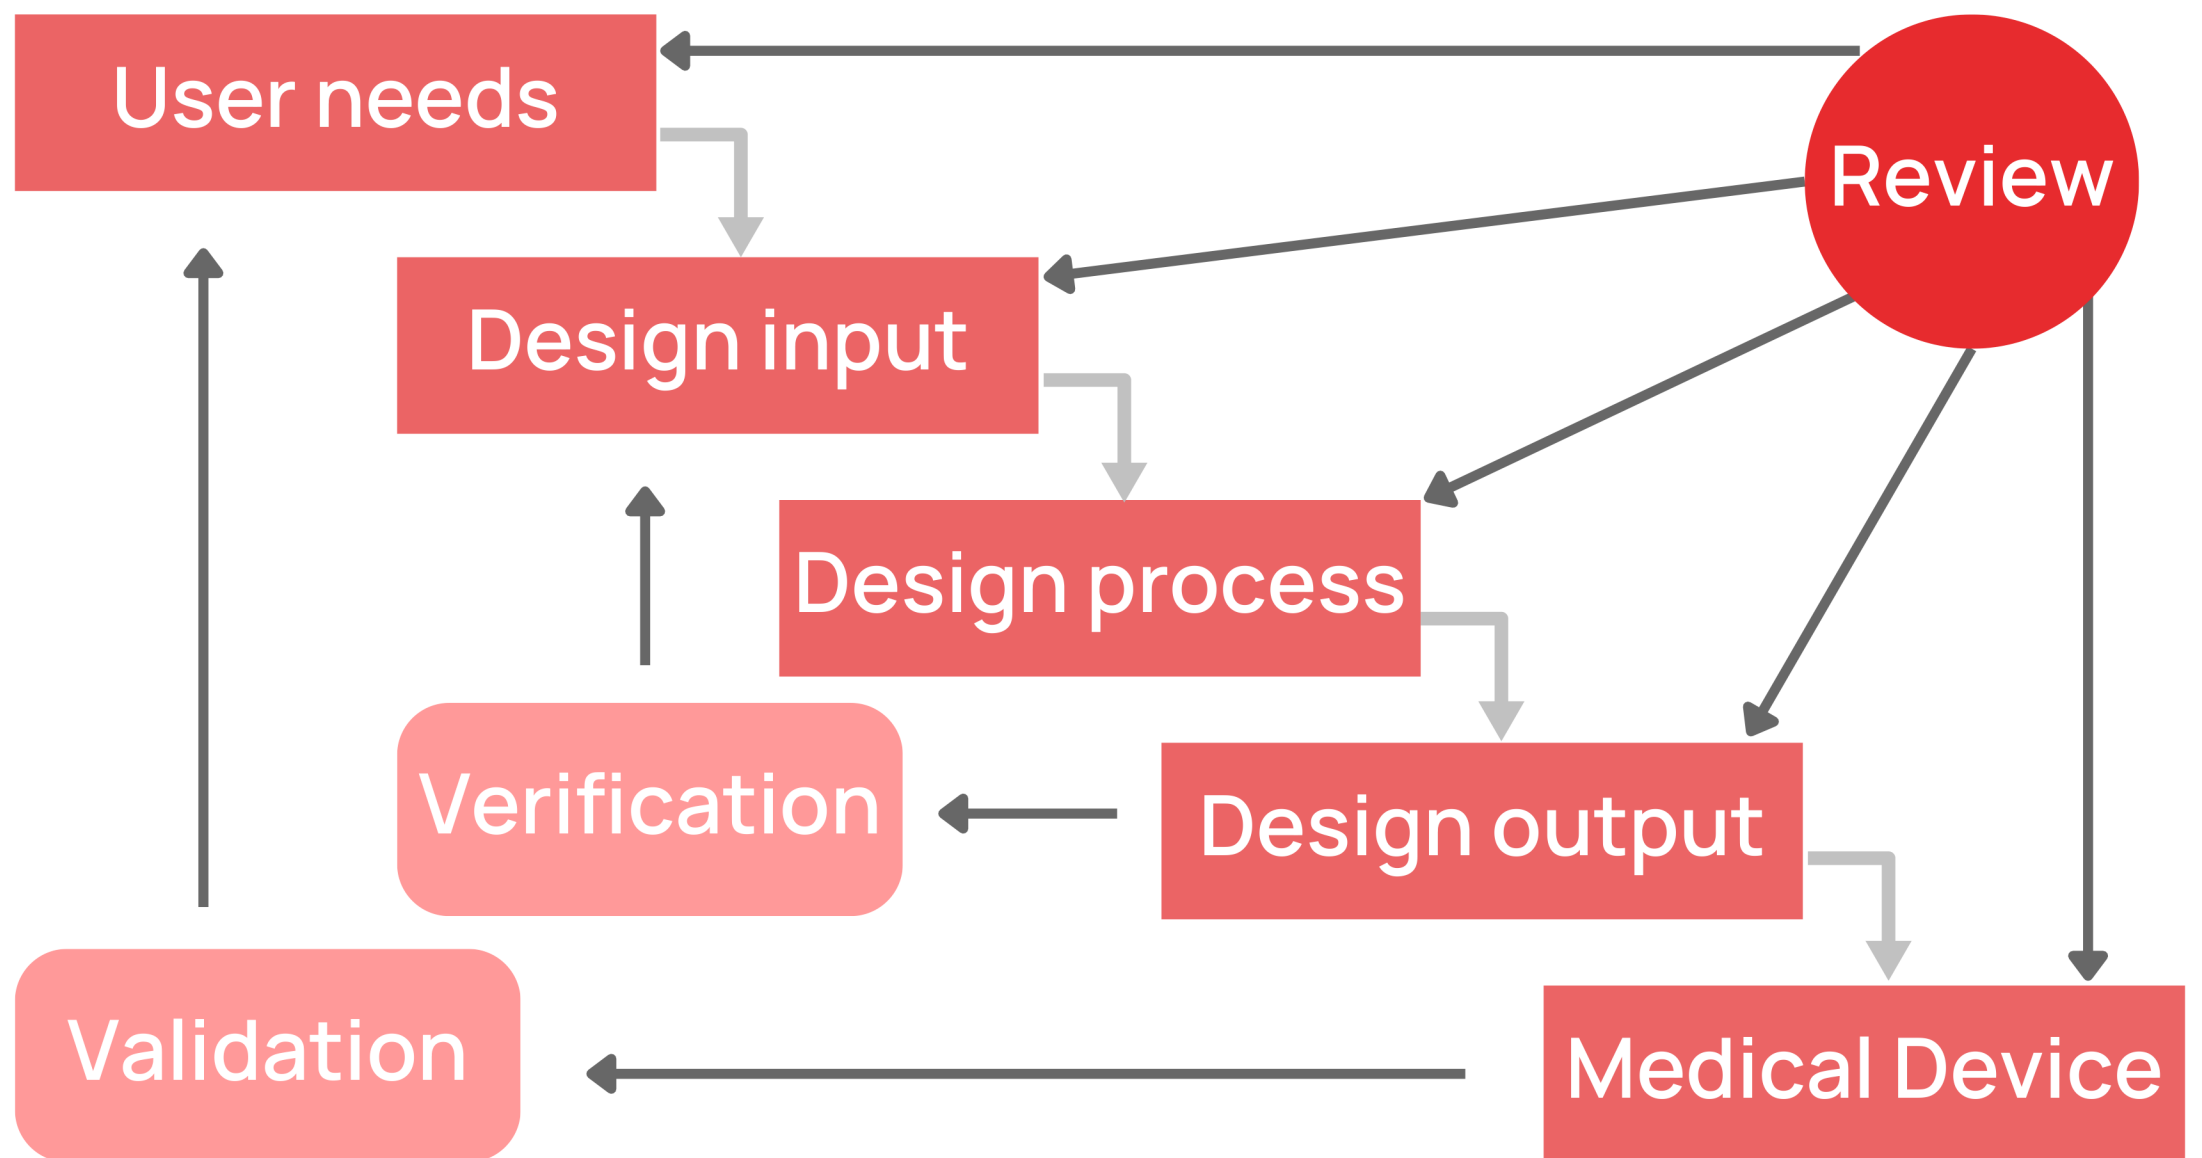 User needs
Review
Design input
Design process
Verification
Design output
Validation
Medical Device